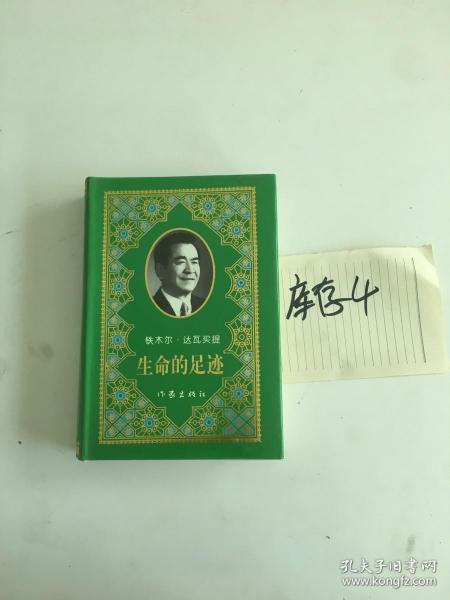 铁木尔·达瓦买提
生命的足迹
作家出版社
库存4
孔夫子旧书网
www.kongfz.com